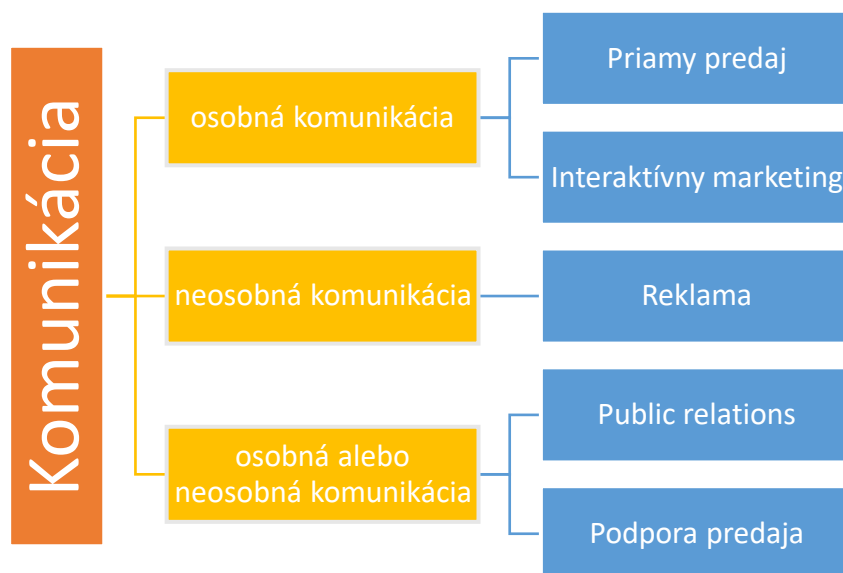 Komunikácia
osobná komunikácia
Priamy predaj
Interaktívny marketing
neosobná komunikácia
Reklama
osobná alebo
neosobná komunikácia
Public relations
Podpora predaja